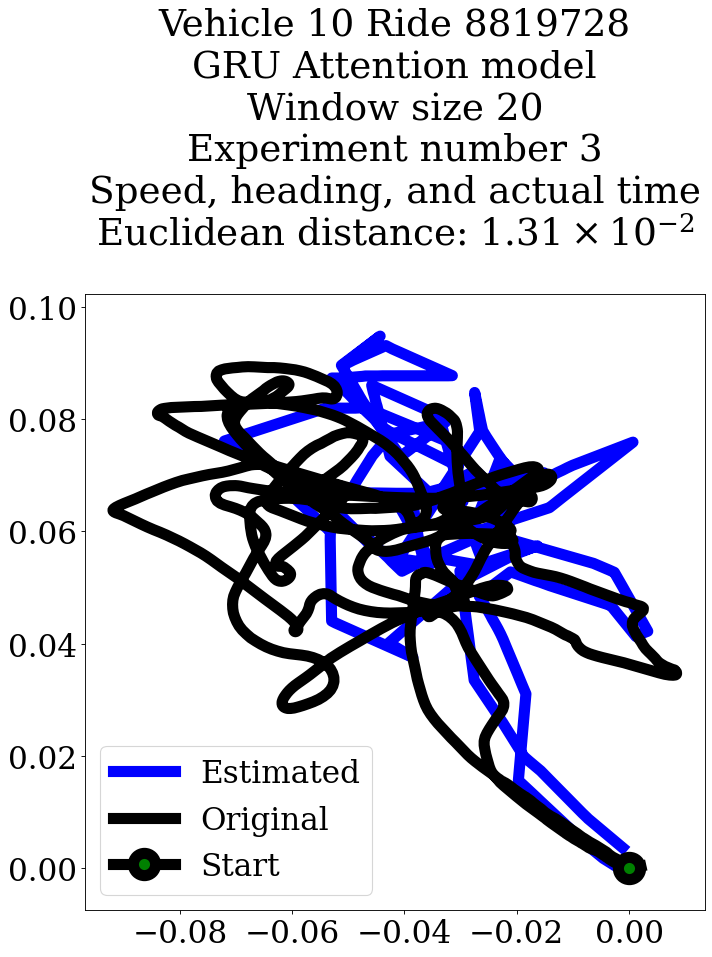 Vehicle 10 Ride 8819728
GRU Attention model
Window size 20
Experiment number 3
Speed, heading, and actual time
Euclidean distance: 1.31 × 10⁻²
0.10
0.08
0.06
0.04
0.02
0.00
Estimated
Original
Start
−0.08 −0.06 −0.04 −0.02 0.00